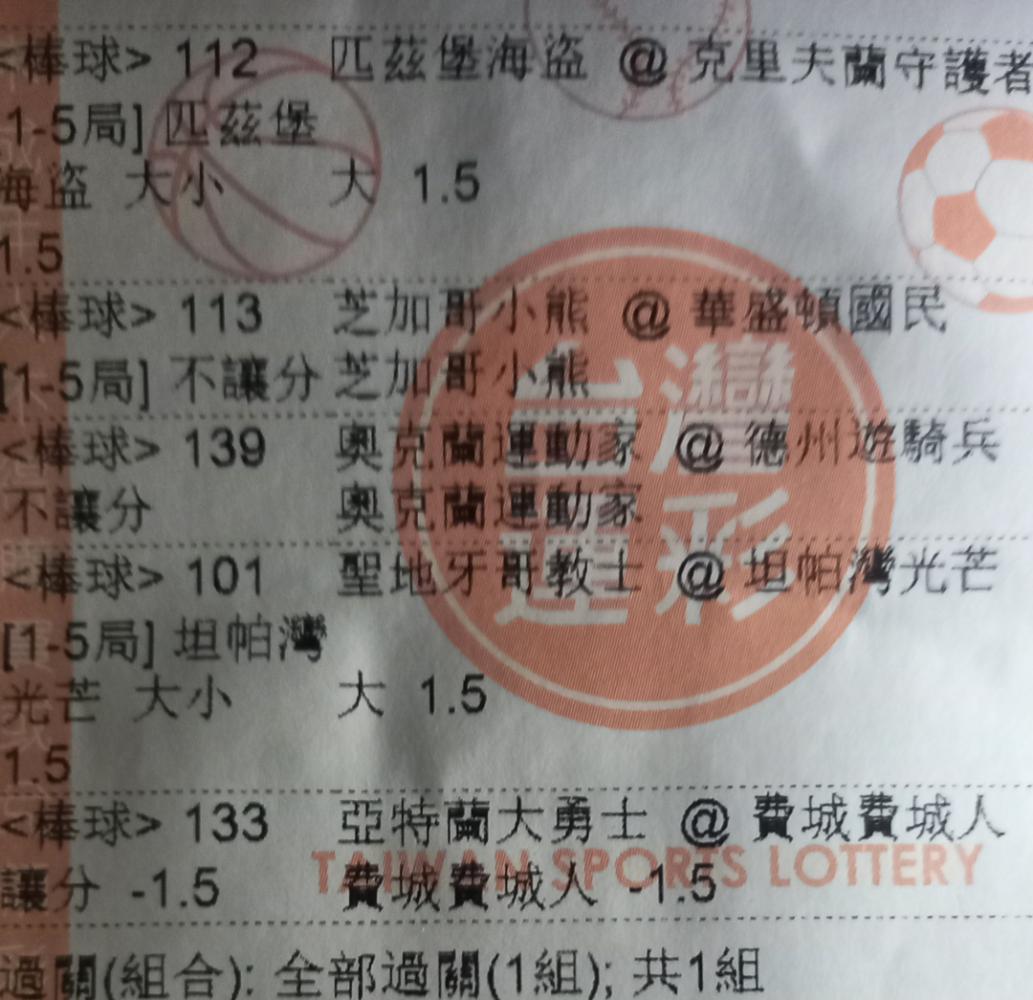 <棒球> 112 匹茲堡海盜 @ 克里夫蘭守護者
1-5局] 匹茲堡
海盜 大小 大 1.5
1.5
<棒球> 113 芝加哥小熊 @ 華盛頓國民
[1-5局] 不讓分 芝加哥小熊
<棒球> 139 奧克蘭運動家 @ 德州遊騎兵
不讓分 奧克蘭運動家
<棒球> 101 聖地牙哥教士 @ 坦帕灣光芒
[1-5局] 坦帕灣
光芒 大小 大 1.5
1.5
<棒球> 133 亞特蘭大勇士 @ 費城費城人
讓分 -1.5 費城費城人 -1.5
過關(組合): 全部過關(1組); 共1組
台灣
運彩
TAIWAN SPORTS LOTTERY